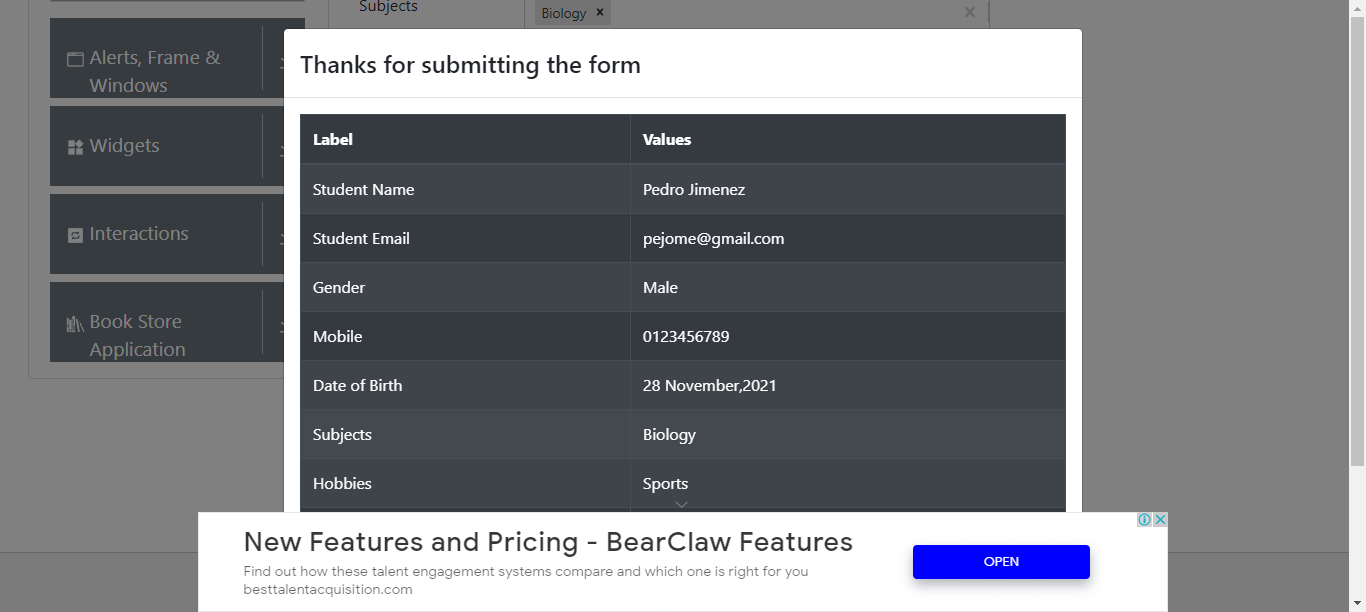 Subjects
Biology ×
Alerts, Frame &
Windows
Widgets
Interactions
Book Store
Application
Thanks for submitting the form
Label Values
Student Name Pedro Jimenez
Student Email pejome@gmail.com
Gender Male
Mobile 0123456789
Date of Birth 28 November,2021
Subjects Biology
Hobbies Sports
New Features and Pricing - BearClaw Features
Find out how these talent engagement systems compare and which one is right for you
besttalentacquisition.com
OPEN